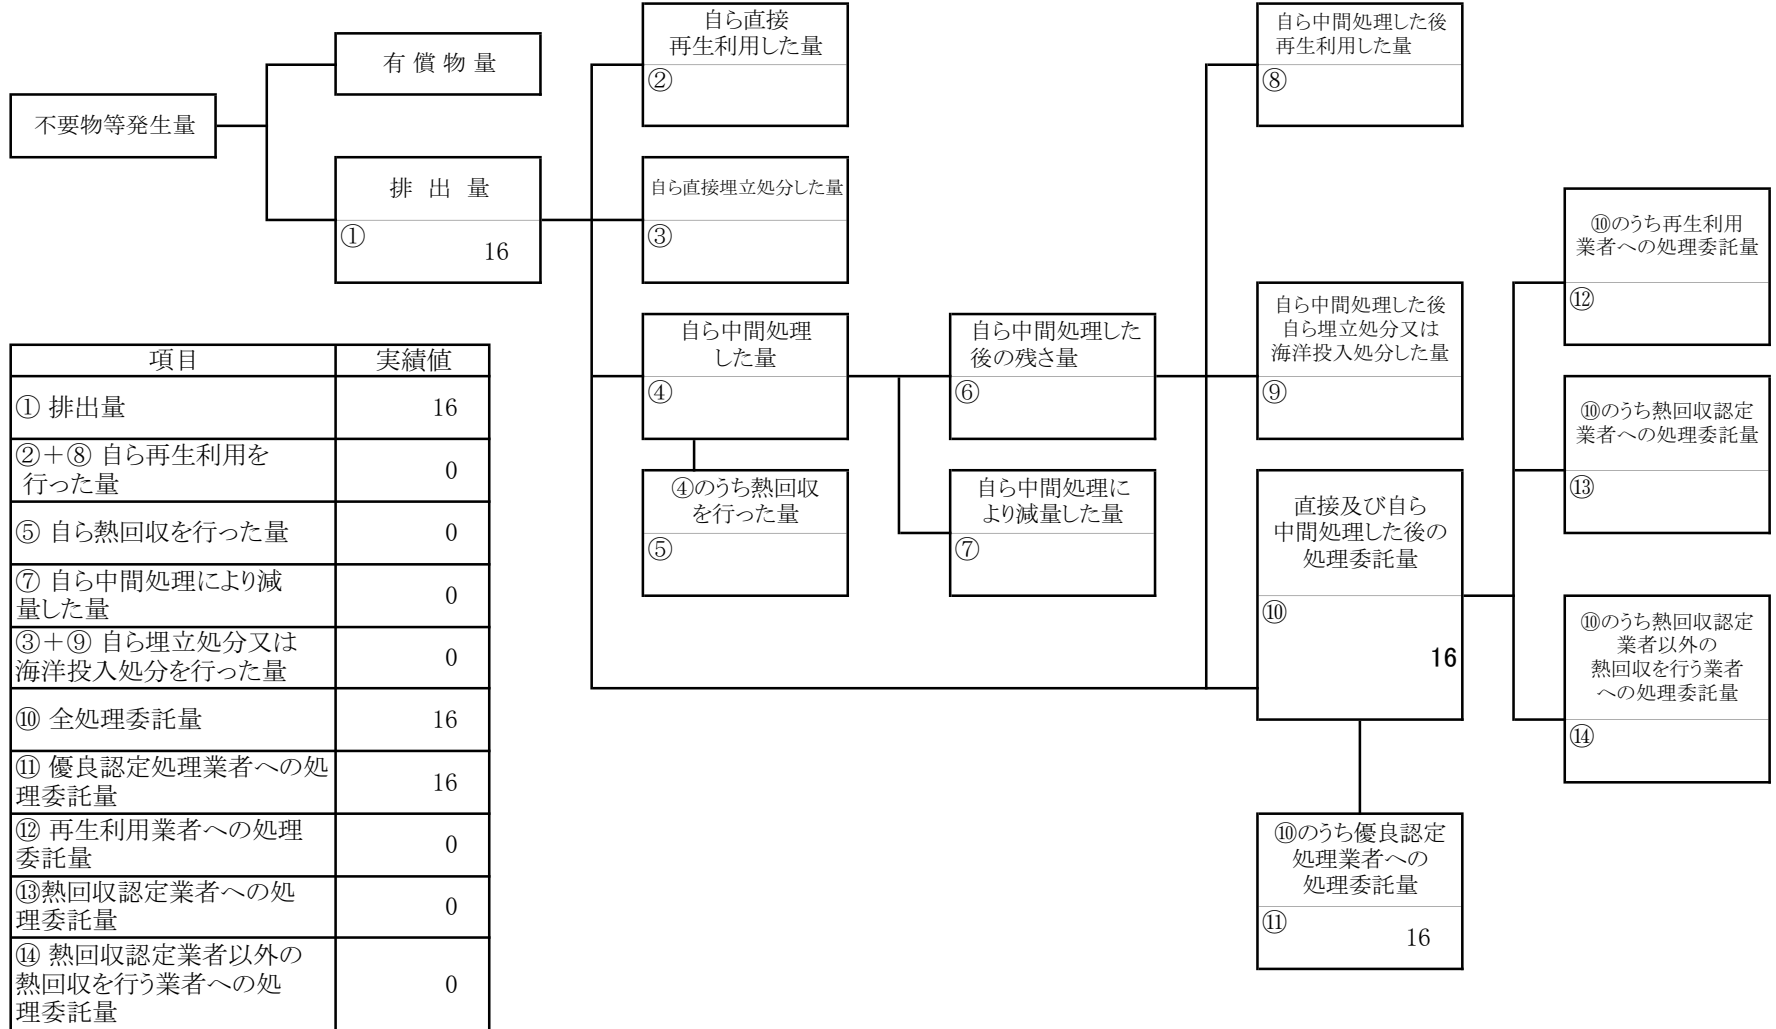 不要物等発生量
有 償 物 量
排 出 量
①
16
自ら直接
再生利用した量
②
自ら直接埋立処分した量
③
自ら中間処理
した量
④
④のうち熱回収
を行った量
⑤
自ら中間処理した
後の残さ量
⑥
自ら中間処理に
より減量した量
⑦
自ら中間処理した後
再生利用した量
⑧
自ら中間処理した後
自ら埋立処分又は
海洋投入処分した量
⑨
直接及び自ら
中間処理した後の
処理委託量
⑩
16
⑩のうち優良認定
処理業者への
処理委託量
⑪
16
⑩のうち再生利用
業者への処理委託量
⑫
⑩のうち熱回収認定
業者への処理委託量
⑬
⑩のうち熱回収認定
業者以外の
熱回収を行う業者
への処理委託量
⑭
項目 実績値
① 排出量 16
②＋⑧ 自ら再生利用を
行った量 0
⑤ 自ら熱回収を行った量 0
⑦ 自ら中間処理により減
量した量 0
③＋⑨ 自ら埋立処分又は
海洋投入処分を行った量 0
⑩ 全処理委託量 16
⑪ 優良認定処理業者への処
理委託量 16
⑫ 再生利用業者への処理
委託量 0
⑬熱回収認定業者への処
理委託量 0
⑭ 熱回収認定業者以外の
熱回収を行う業者への処
理委託量 0